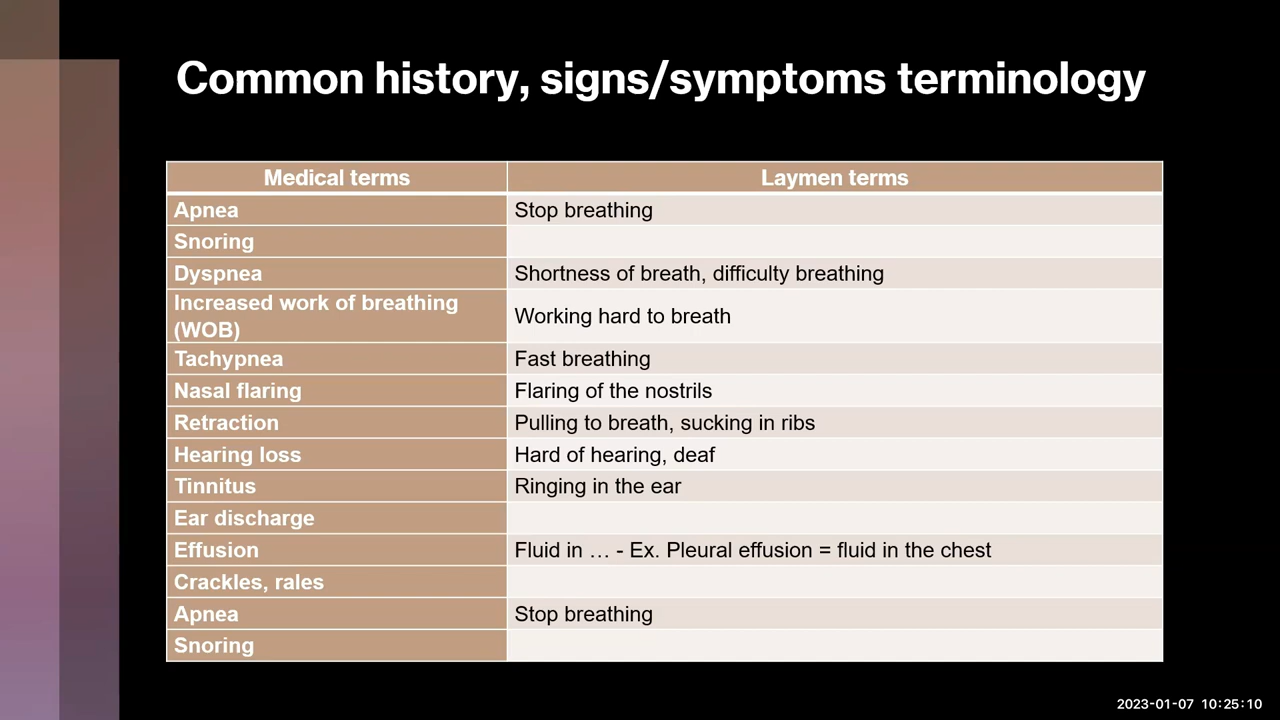 Common history, signs/symptoms terminology
Medical terms Laymen terms
Apnea Stop breathing
Snoring
Dyspnea Shortness of breath, difficulty breathing
Increased work of breathing
(WOB) Working hard to breath
Tachypnea Fast breathing
Nasal flaring Flaring of the nostrils
Retraction Pulling to breath, sucking in ribs
Hearing loss Hard of hearing, deaf
Tinnitus Ringing in the ear
Ear discharge
Effusion Fluid in … - Ex. Pleural effusion = fluid in the chest
Crackles, rales
Apnea Stop breathing
Snoring
2023-01-07 10:25:10